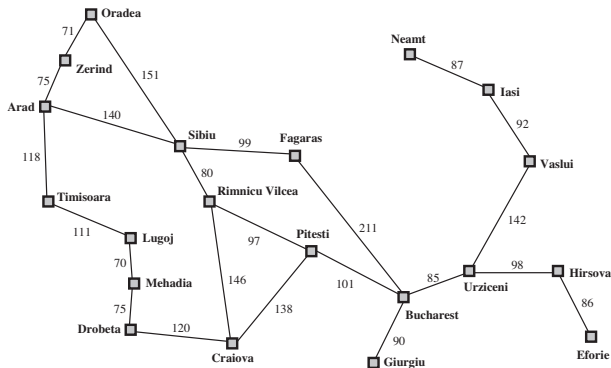 Oradea
71
Neamt
Zerind
87
151
75
Iasi
Arad
140
92
Sibiu
Fagaras
99
118
Vaslui
80
Timisoara
Rimnicu Vilcea
142
111
211
Lugoj
97
Pitesti
70
98
Hirsova
146
85
Mehadia
101
Urziceni
138
86
75
Bucharest
120
Drobeta
90
Craiova
Eforie
Giurgiu